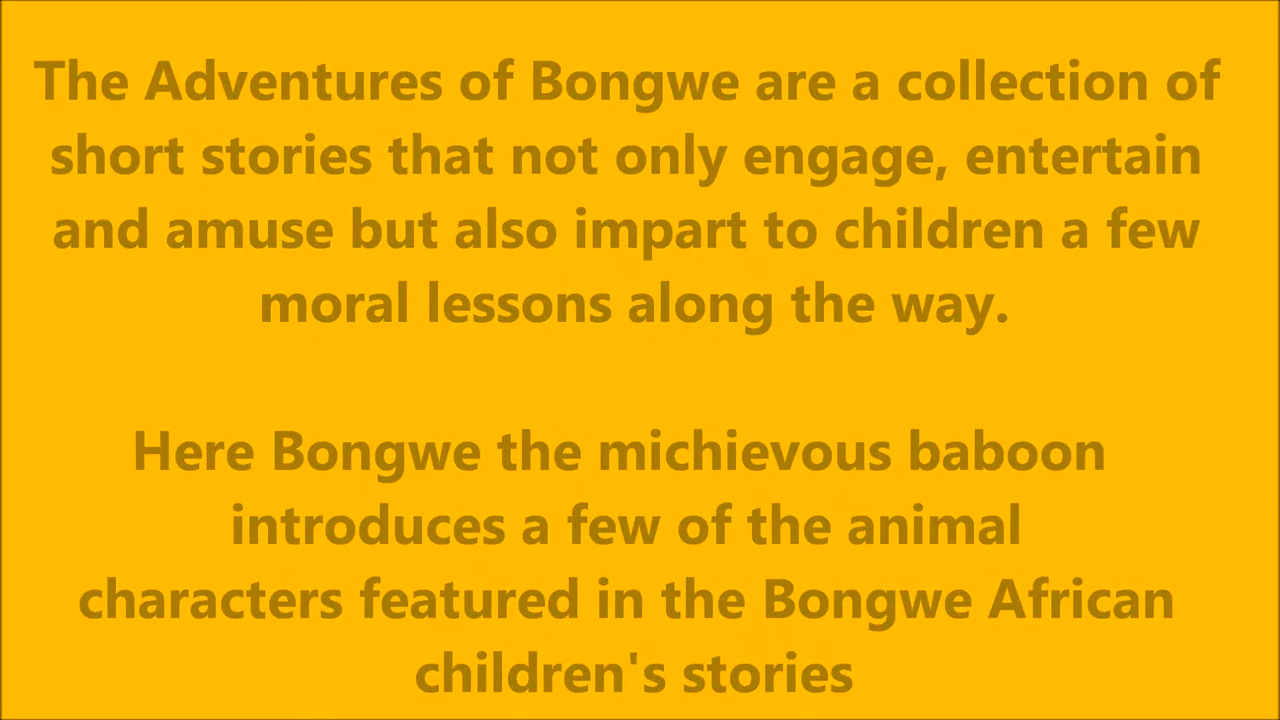 The Adventures of Bongwe are a collection of
short stories that not only engage, entertain
and amuse but also impart to children a few
moral lessons along the way.
Here Bongwe the michievous baboon
introduces a few of the animal
characters featured in the Bongwe African
children's stories